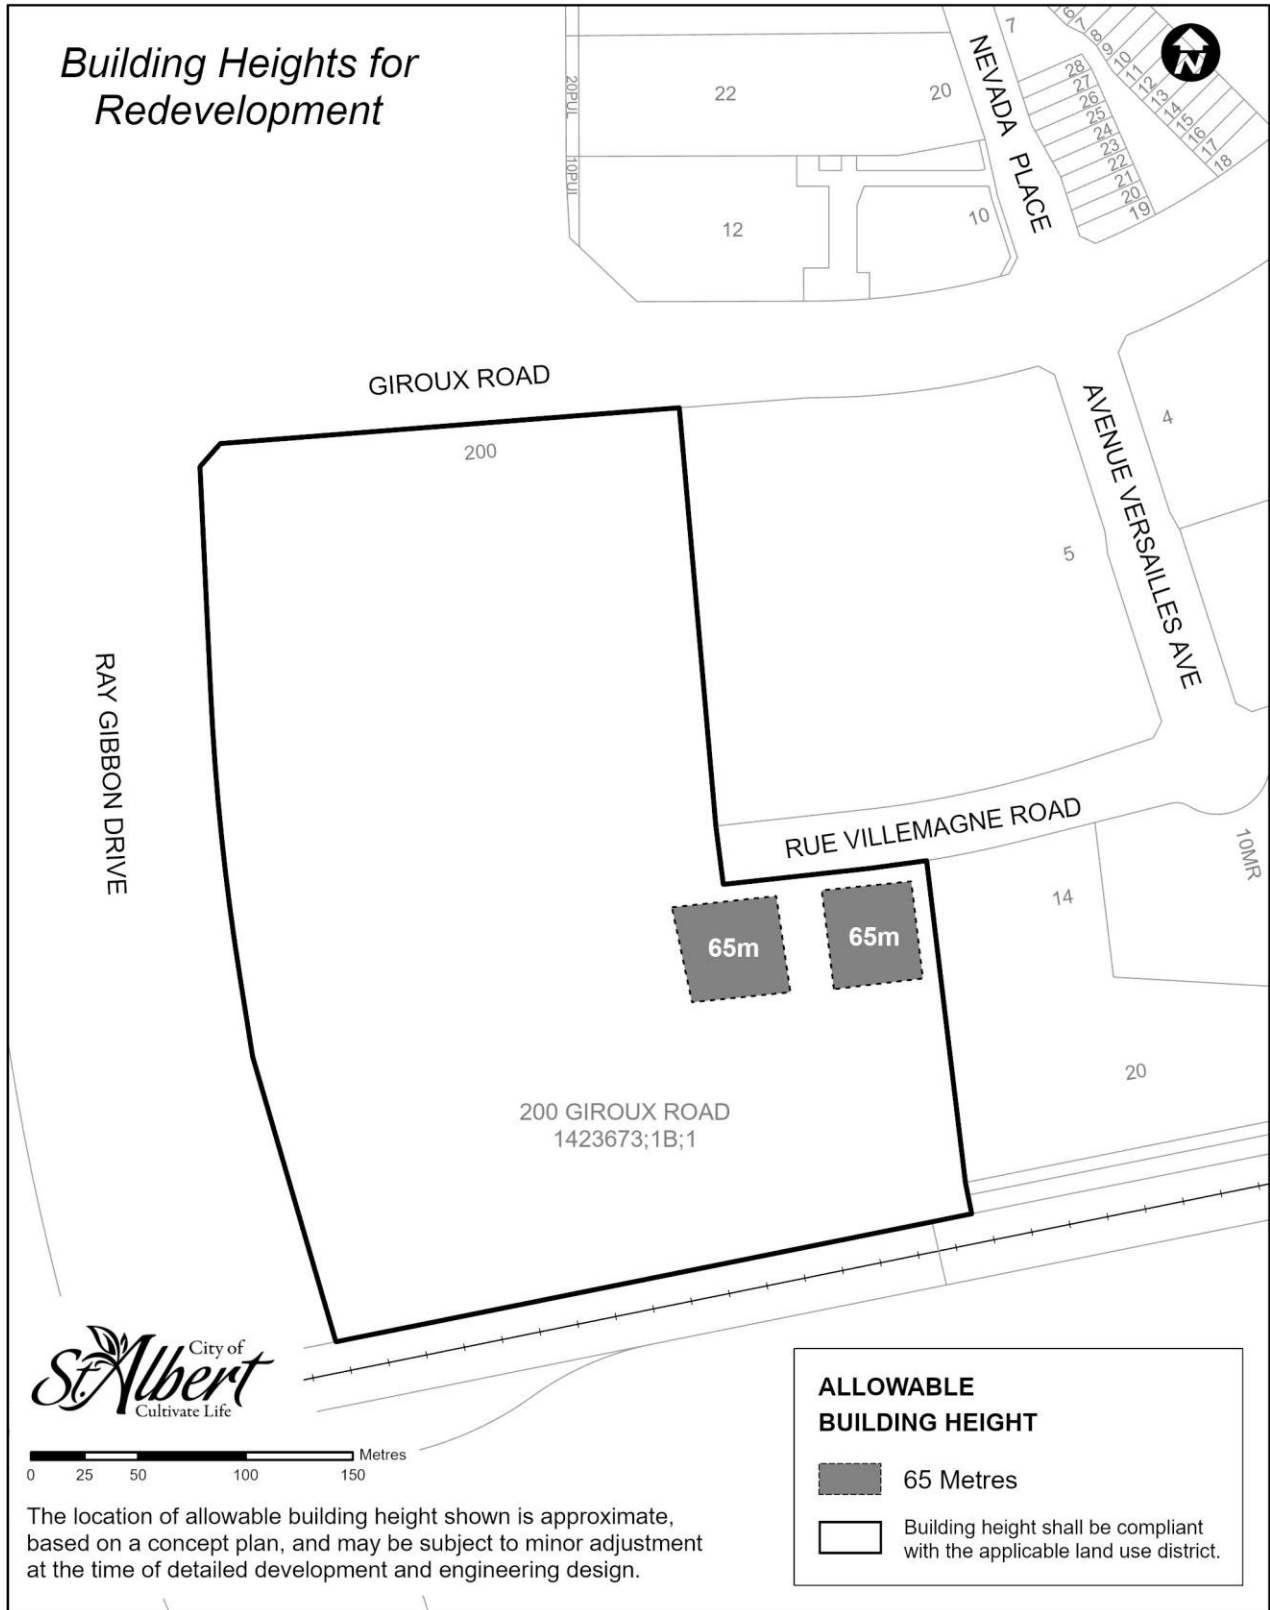 Building Heights for
Redevelopment
N
20PUL
10PUL
22
20
12
10
NEVADA PLACE
7
28
27
26
25
24
23
22
21
20
19
6
7
8
9
10
11
12
13
14
15
16
17
18
GIROUX ROAD
200
AVENUE VERSAILLES AVE
4
5
RAY GIBBON DRIVE
RUE VILLEMAGNE ROAD
10MR
14
65m
65m
20
200 GIROUX ROAD
1423673;1B;1
City of
St. Albert
Cultivate Life
Metres
0 25 50 100 150
The location of allowable building height shown is approximate,
based on a concept plan, and may be subject to minor adjustment
at the time of detailed development and engineering design.
ALLOWABLE
BUILDING HEIGHT
65 Metres
Building height shall be compliant
with the applicable land use district.